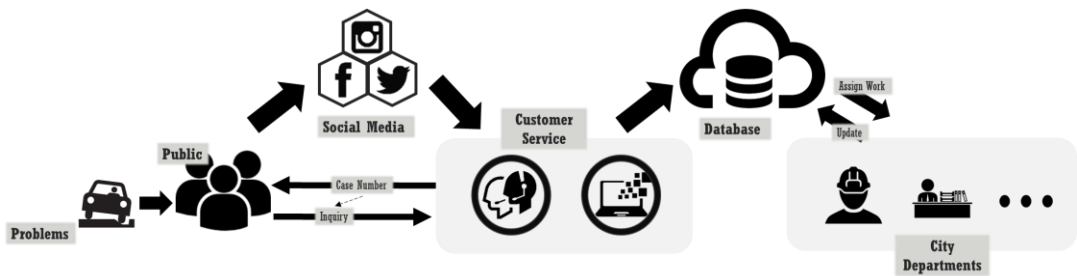 Social Media
Customer
Service
Database
Assign Work
Update
Public
Case Number
Inquiry
Problems
City
Departments